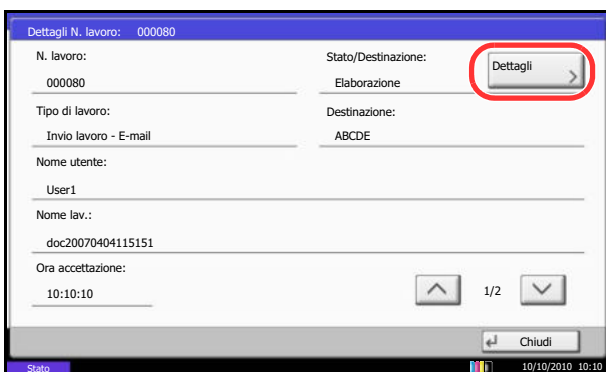 Dettagli N. lavoro: 000080
N. lavoro:
000080
Stato/Destinazione:
Elaborazione
Dettagli
Tipo di lavoro:
Invio lavoro - E-mail
Destinazione:
ABCDE
Nome utente:
User1
Nome lav.:
doc20070404115151
Ora accettazione:
10:10:10
1/2
Chiudi
Stato
10/10/2010 10:10